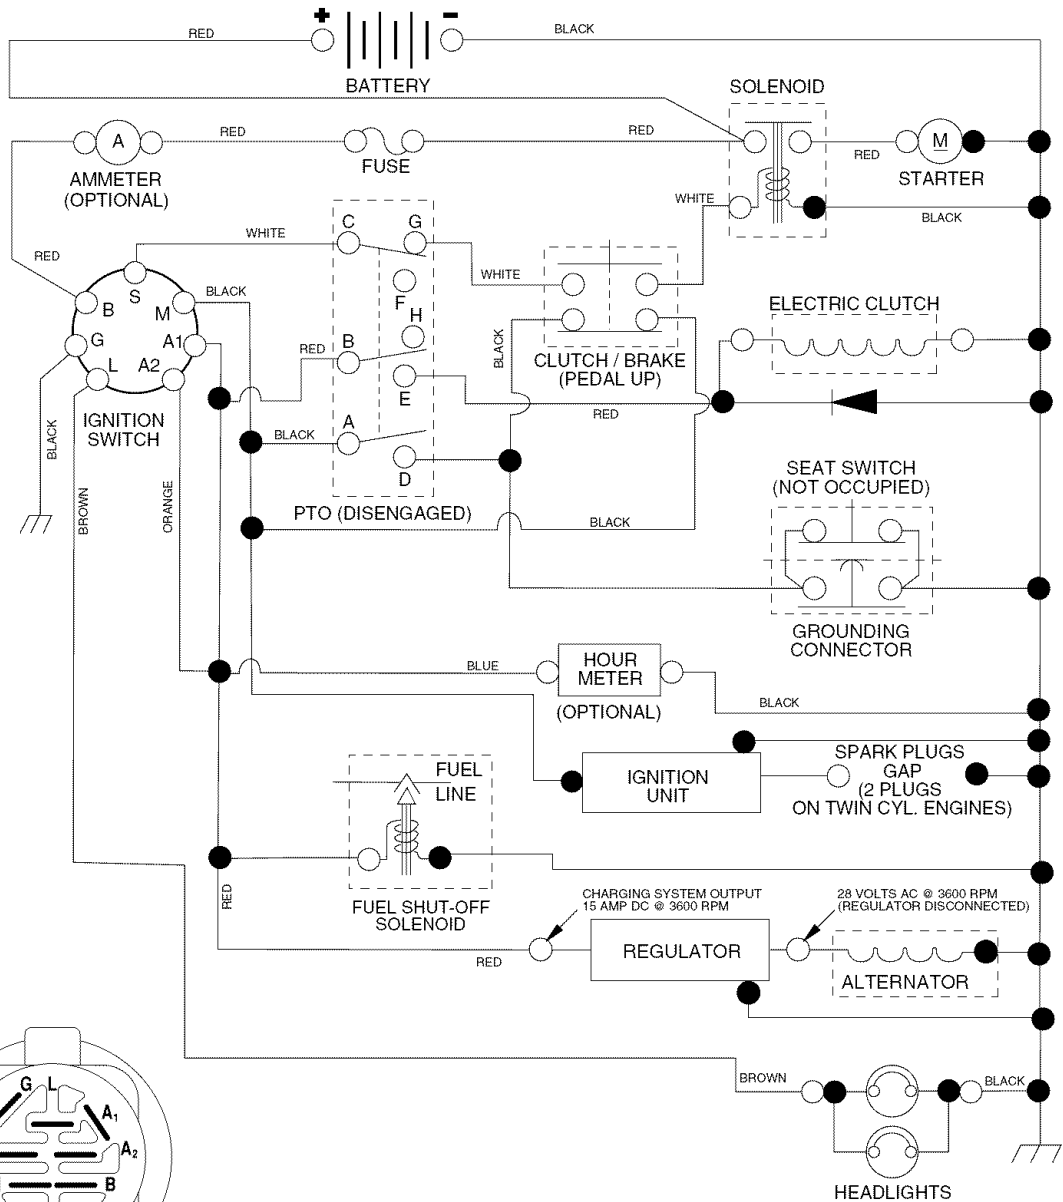 + -
RED
BLACK
BATTERY
SOLENOID
A
RED
RED
M
RED
FUSE
AMMETER
(OPTIONAL)
STARTER
WHITE
BLACK
C G
WHITE
RED
WHITE
S
B M
BLACK
F
H
ELECTRIC CLUTCH
G A1
L A2
RED
B
BLACK
CLUTCH / BRAKE
(PEDAL UP)
E
RED
IGNITION
SWITCH
BLACK
A
BLACK
D
SEAT SWITCH
(NOT OCCUPIED)
BROWN
ORANGE
PTO (DISENGAGED)
BLACK
GROUNDING
CONNECTOR
BLUE
HOUR
METER
(OPTIONAL)
BLACK
FUEL
LINE
IGNITION
UNIT
SPARK PLUGS
GAP
(2 PLUGS
ON TWIN CYL. ENGINES)
RED
FUEL SHUT-OFF
SOLENOID
CHARGING SYSTEM OUTPUT
15 AMP DC @ 3600 RPM
28 VOLTS AC @ 3600 RPM
(REGULATOR DISCONNECTED)
RED
REGULATOR
ALTERNATOR
G L
A1
A2
B
BROWN
BLACK
HEADLIGHTS